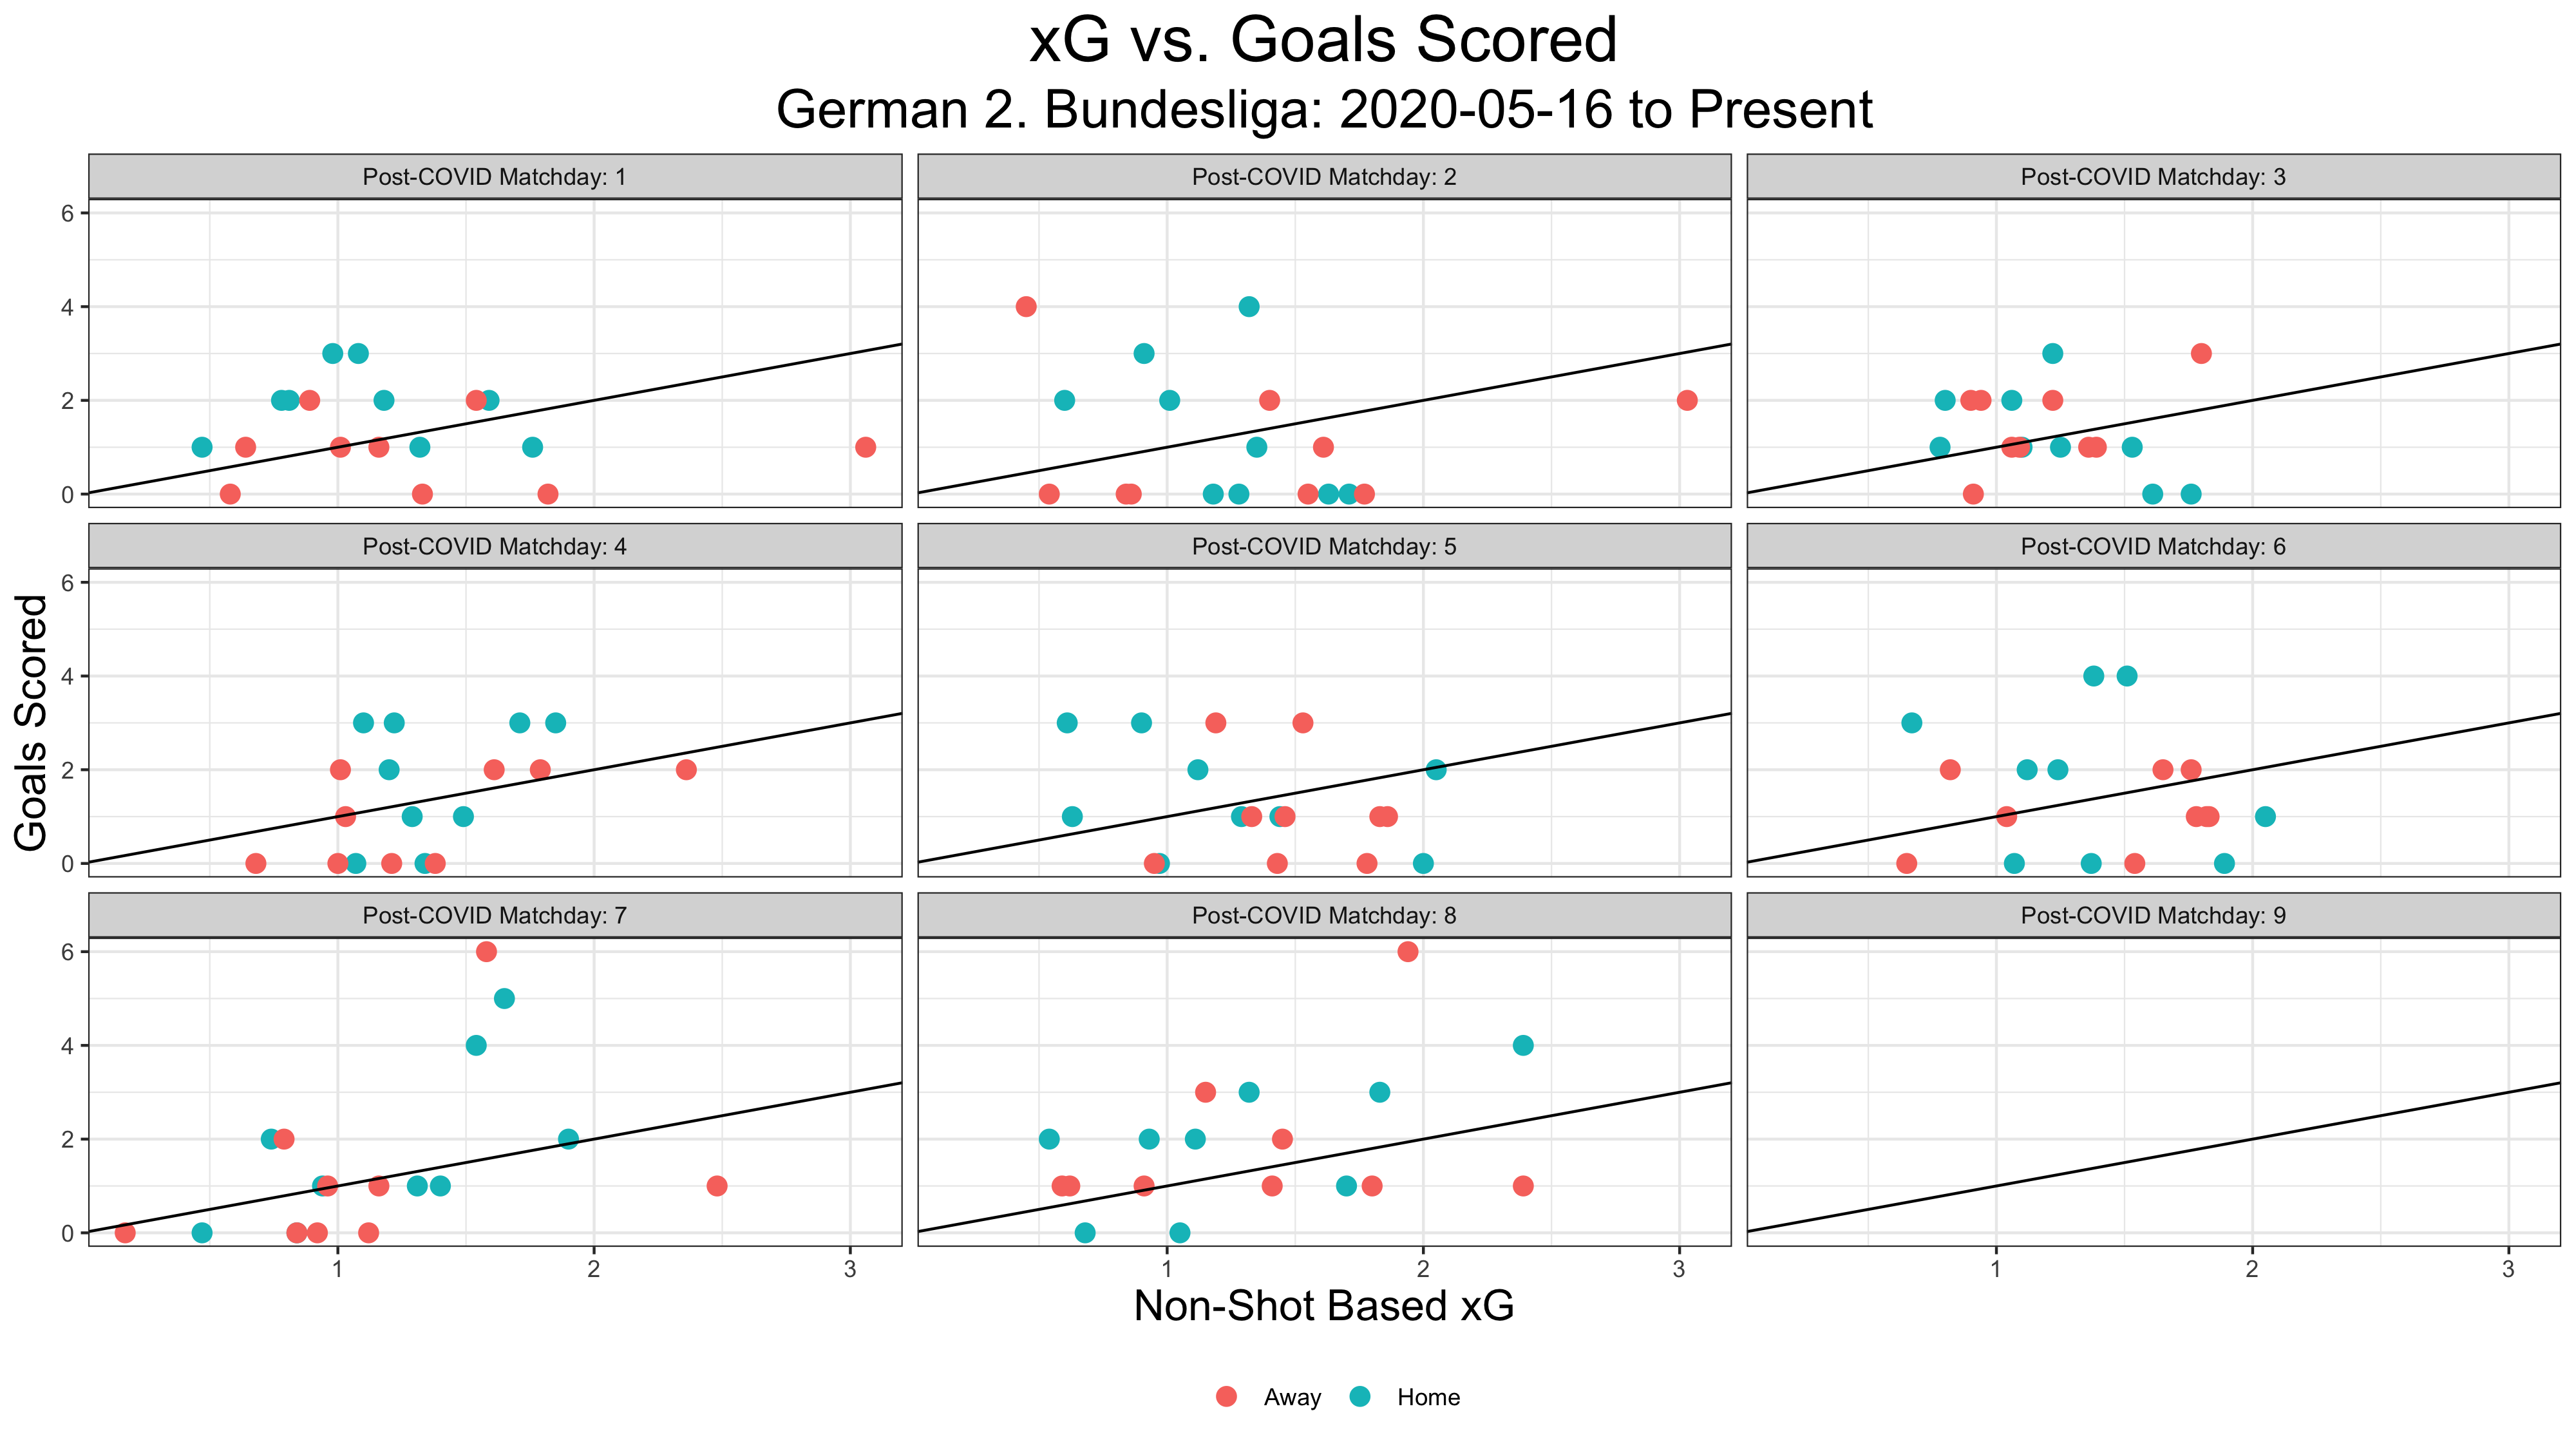 xG vs. Goals Scored
German 2. Bundesliga: 2020-05-16 to Present
Post-COVID Matchday: 1
Post-COVID Matchday: 2
Post-COVID Matchday: 3
6
4
2
0
Post-COVID Matchday: 4
Post-COVID Matchday: 5
Post-COVID Matchday: 6
6
4
2
0
Goals Scored
Post-COVID Matchday: 7
Post-COVID Matchday: 8
Post-COVID Matchday: 9
6
4
2
0
1 2 3 1 2 3 1 2 3
Non-Shot Based xG
Away Home